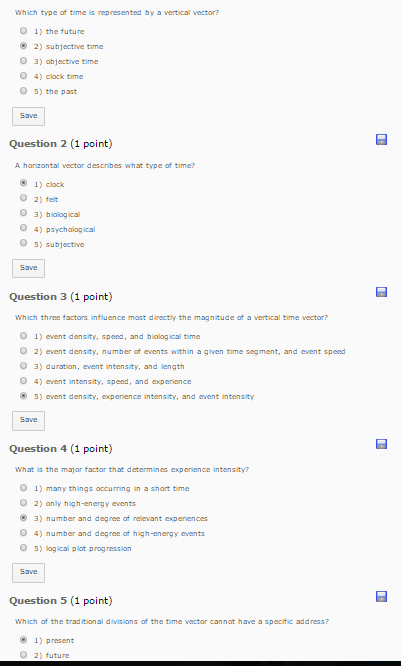 Which type of time is represented by a vertical vector?
1) the future
2) subjective time
3) objective time
4) clock time
5) the past
Save
Question 2 (1 point)
A horizontal vector describes what type of time?
1) clock
2) felt
3) biological
4) psychological
5) subjective
Save
Question 3 (1 point)
Which three factors influence most directly the magnitude of a vertical time vector?
1) event density, speed, and biological time
2) event density, number of events within a given time segment, and event speed
3) duration, event intensity, and length
4) event intensity, speed, and experience
5) event density, experience intensity, and event intensity
Save
Question 4 (1 point)
What is the major factor that determines experience intensity?
1) many things occurring in a short time
2) only high-energy events
3) number and degree of relevant experiences
4) number and degree of high-energy events
5) logical plot progression
Save
Question 5 (1 point)
Which of the traditional divisions of the time vector cannot have a specific address?
1) present
2) future